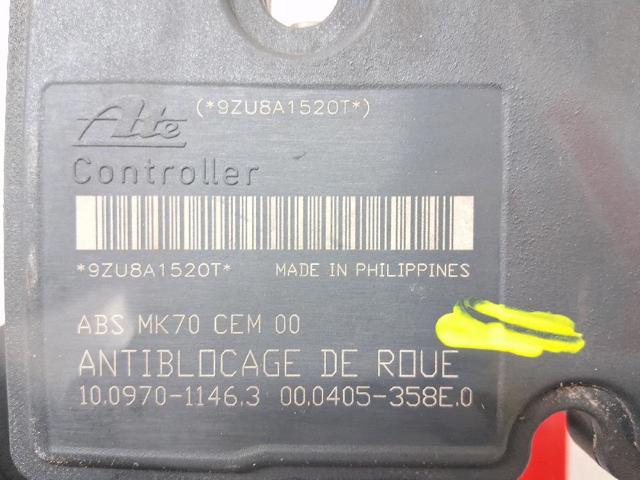 (*9ZU8A1520T*)
Ate
Controller
*9ZU8A1520T* MADE IN PHILIPPINES
ABS MK70 CEM 00
ANTIBLOCAGE DE ROUE
10.0970-1146.3 00.0405-358E.0